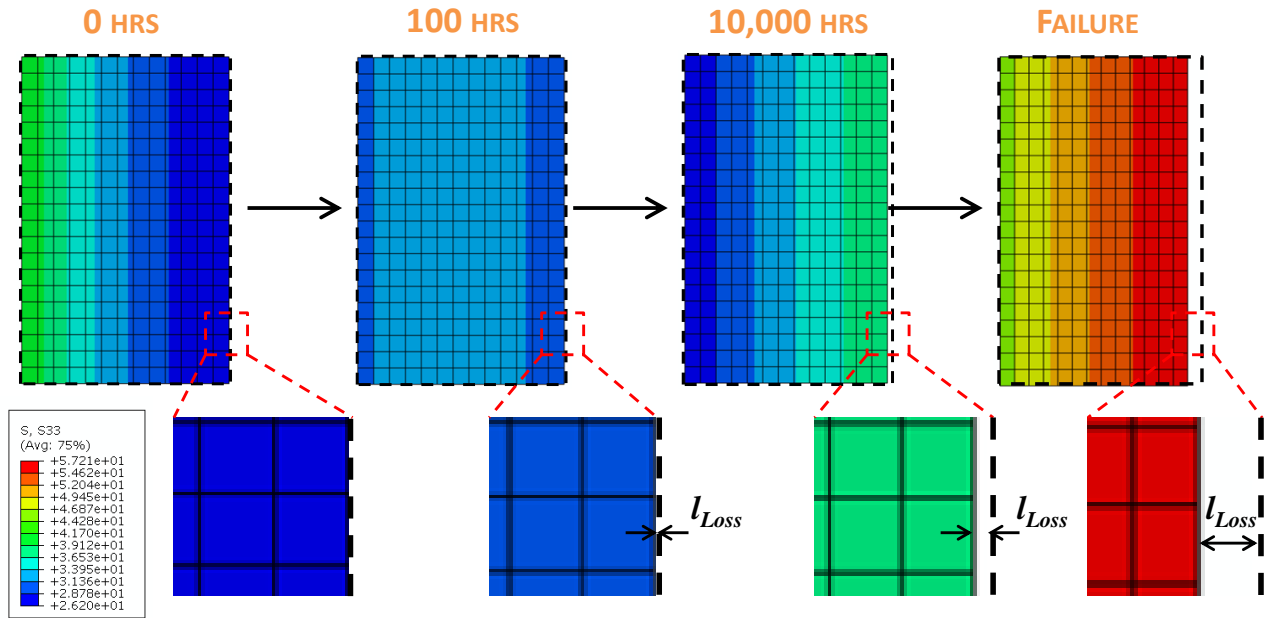 0 HRS
100 HRS
10,000 HRS
FAILURE
S, S33
(Avg: 75%)
+5.721e+01
+5.462e+01
+5.204e+01
+4.945e+01
+4.687e+01
+4.428e+01
+4.170e+01
+3.912e+01
+3.653e+01
+3.395e+01
+3.136e+01
+2.878e+01
+2.620e+01
lLoss
lLoss
lLoss